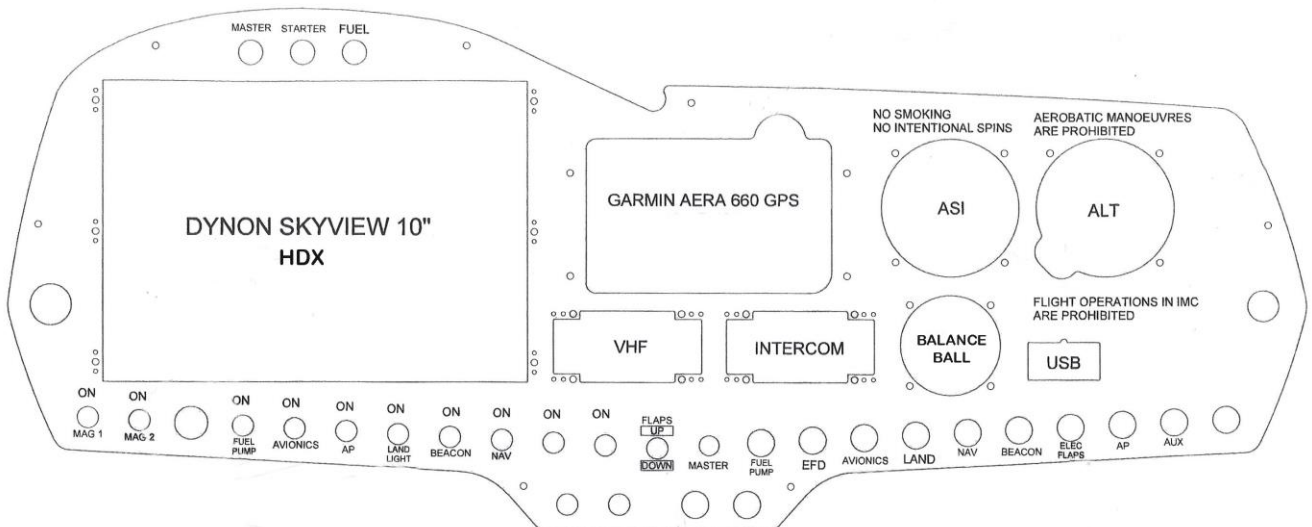 MASTER STARTER FUEL
NO SMOKING
NO INTENTIONAL SPINS
AEROBATIC MANOEUVRES
ARE PROHIBITED
GARMIN AERA 660 GPS
ASI
ALT
DYNON SKYVIEW 10"
HDX
FLIGHT OPERATIONS IN IMC
ARE PROHIBITED
VHF
INTERCOM
BALANCE
BALL
USB
ON
MAG 1
ON
MAG 2
ON
FUEL
PUMP
ON
AVIONICS
ON
AP
ON
LAND
LIGHT
ON
BEACON
ON
NAV
ON
ON
FLAPS
UP
DOWN
MASTER
FUEL
PUMP
EFD
AVIONICS
LAND
NAV
BEACON
ELEC
FLAPS
AP
AUX